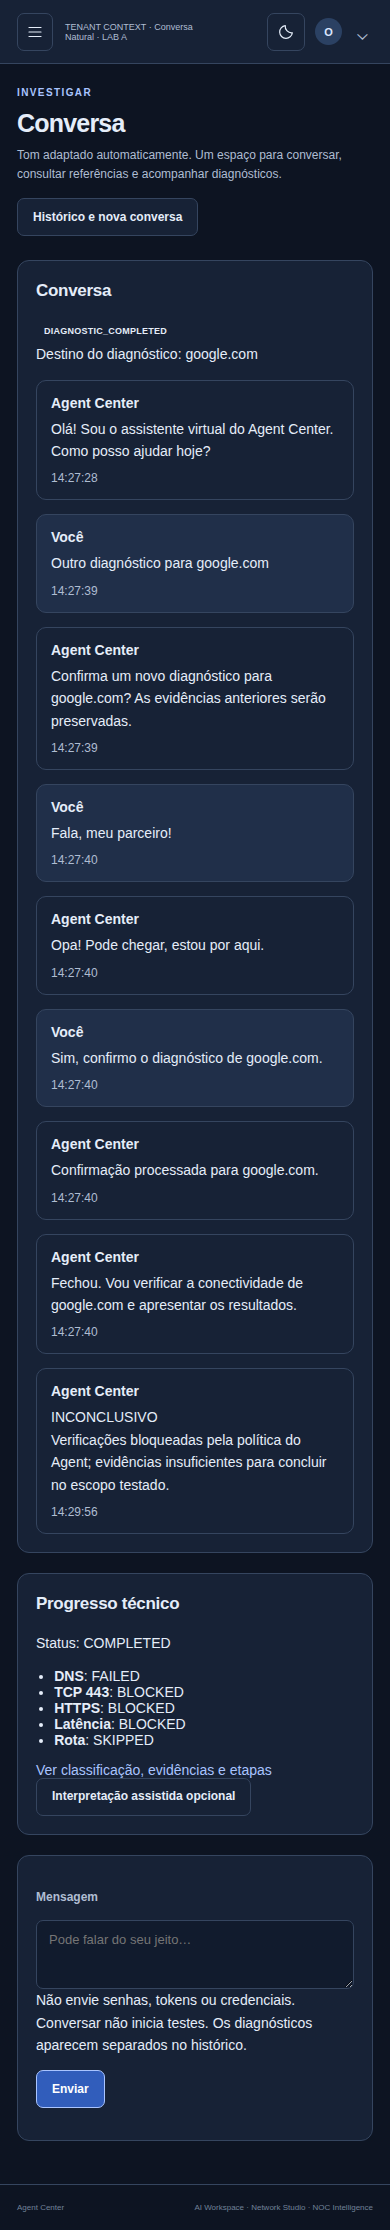 TENANT CONTEXT · Conversa
Natural · LAB A
O
INVESTIGAR
Conversa
Tom adaptado automaticamente. Um espaço para conversar,
consultar referências e acompanhar diagnósticos.
Histórico e nova conversa
Conversa
DIAGNOSTIC_COMPLETED
Destino do diagnóstico: google.com
Agent Center
Olá! Sou o assistente virtual do Agent Center.
Como posso ajudar hoje?
14:27:28
Você
Outro diagnóstico para google.com
14:27:39
Agent Center
Confirma um novo diagnóstico para
google.com? As evidências anteriores serão
preservadas.
14:27:39
Você
Fala, meu parceiro!
14:27:40
Agent Center
Opa! Pode chegar, estou por aqui.
14:27:40
Você
Sim, confirmo o diagnóstico de google.com.
14:27:40
Agent Center
Confirmação processada para google.com.
14:27:40
Agent Center
Fechou. Vou verificar a conectividade de
google.com e apresentar os resultados.
14:27:40
Agent Center
INCONCLUSIVO
Verificações bloqueadas pela política do
Agent; evidências insuficientes para concluir
no escopo testado.
14:29:56
Progresso técnico
Status: COMPLETED
• DNS: FAILED
• TCP 443: BLOCKED
• HTTPS: BLOCKED
• Latência: BLOCKED
• Rota: SKIPPED
Ver classificação, evidências e etapas
Interpretação assistida opcional
Mensagem
Pode falar do seu jeito…
Não envie senhas, tokens ou credenciais.
Conversar não inicia testes. Os diagnósticos
aparecem separados no histórico.
Enviar
Agent Center
AI Workspace · Network Studio · NOC Intelligence